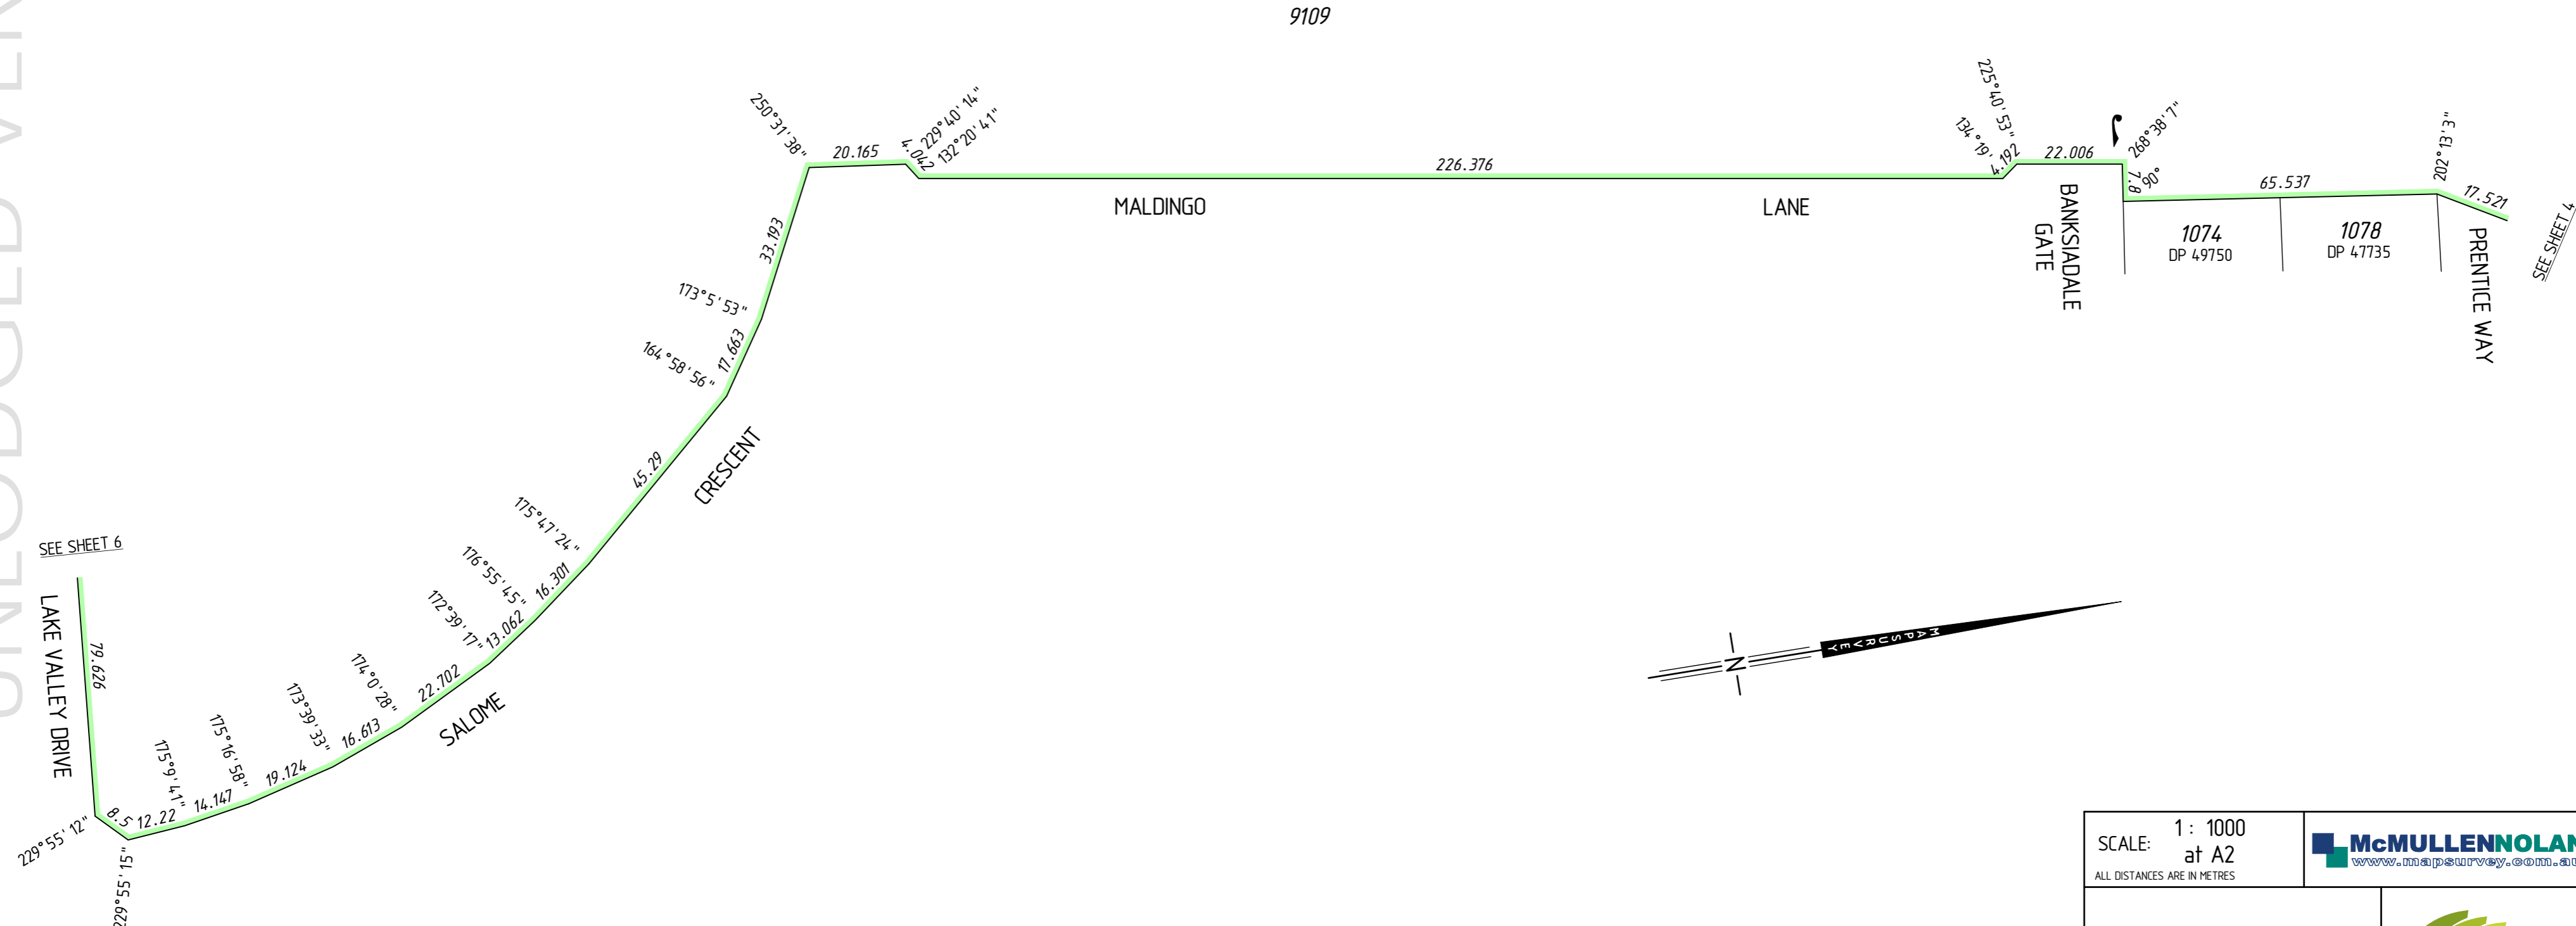 9109
250°31'38"
20.165
4.042
229°40'14"
132°20'41"
226.376
MALDINGO
LANE
134°19'
225°40'53"
4.192
22.006
268°38'7"
7.8
90°
65.537
202°13'3"
17.521
SEE SHEET 4
BANKSIADALE
GATE
1074
DP 49750
1078
DP 47735
PRENTICE WAY
33.193
173°5'53"
17.663
164°58'56"
45.29
CRESCENT
175°47'24"
16.301
176°55'45"
13.062
172°39'17"
22.702
SALOME
174°0'28"
16.613
173°39'33"
19.124
175°16'58"
14.147
175°9'41"
12.22
8.5
229°55'12"
229°55'15"
SEE SHEET 6
LAKE VALLEY DRIVE
79.626
N
MAPSURVEY
SCALE:
1 : 1000
at A2
ALL DISTANCES ARE IN METRES
McMULLENNOLAN
www.mapsurvey.com.au